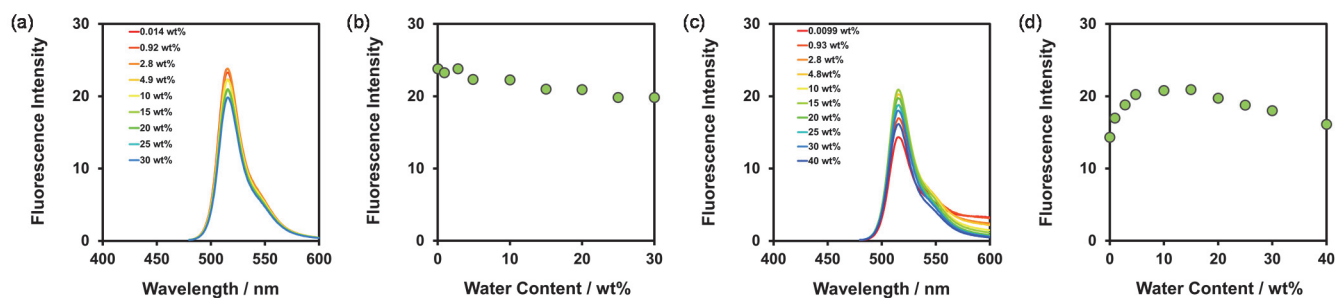 (a)
Fluorescence Intensity
30
20
10
0
0.014 wt%
0.92 wt%
2.8 wt%
4.9 wt%
10 wt%
15 wt%
20 wt%
25 wt%
30 wt%
400 450 500 550 600
Wavelength / nm
(b)
Fluorescence Intensity
30
20
10
0
0 10 20 30
Water Content / wt%
(c)
Fluorescence Intensity
30
20
10
0
0.0099 wt%
0.93 wt%
2.8 wt%
4.8wt%
10 wt%
15 wt%
20 wt%
25 wt%
30 wt%
40 wt%
400 450 500 550 600
Wavelength / nm
(d)
Fluorescence Intensity
30
20
10
0
0 10 20 30 40
Water Content / wt%